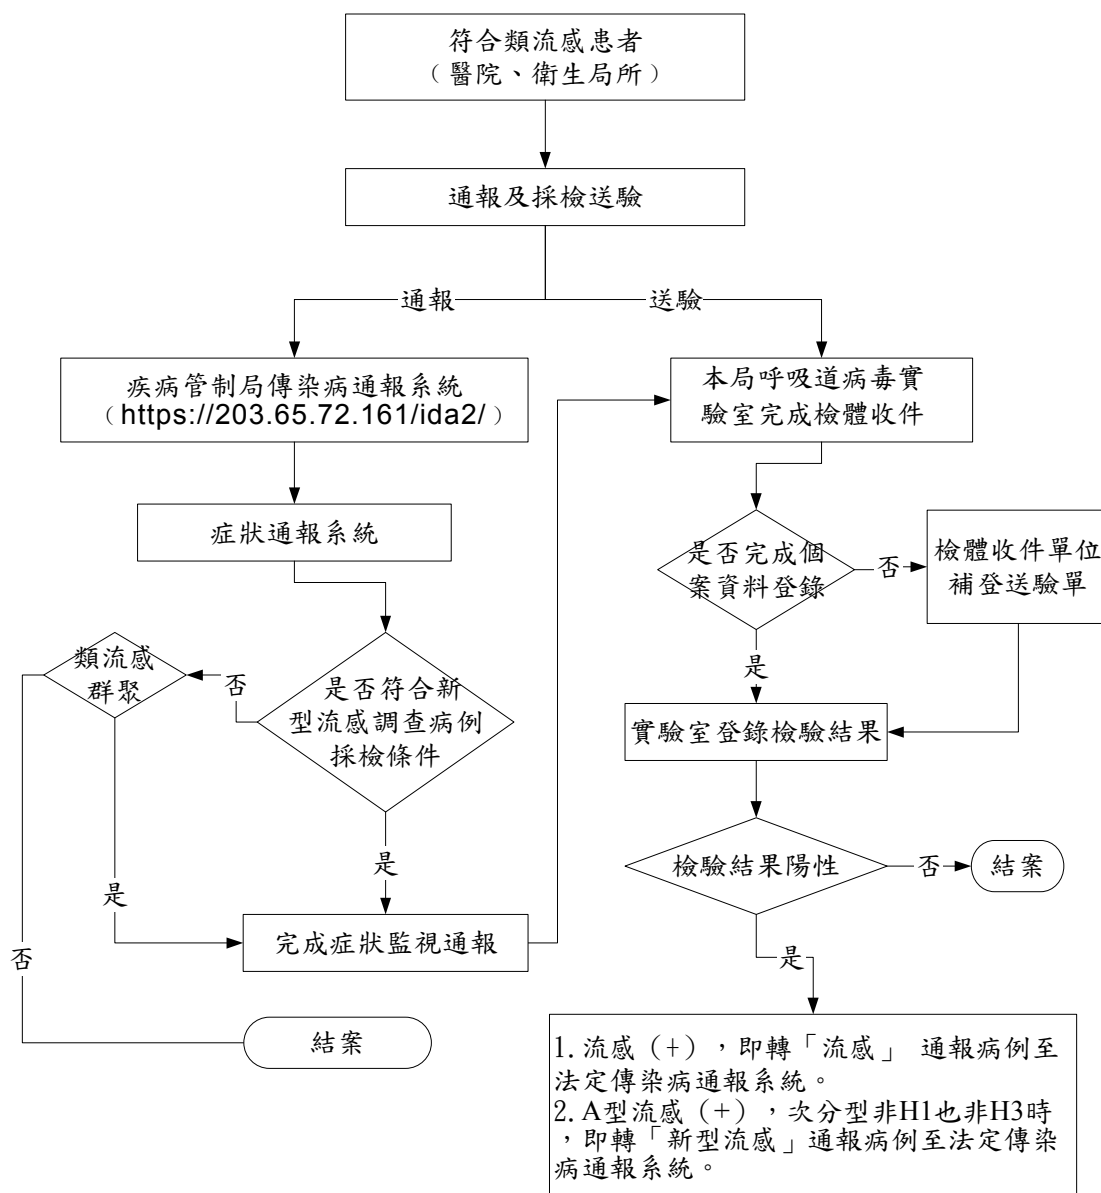 符合類流感患者
（醫院、衛生局所）
通報及採檢送驗
通報
送驗
疾病管制局傳染病通報系統
（https://203.65.72.161/ida2/）
本局呼吸道病毒實
驗室完成檢體收件
症狀通報系統
是否完成個
案資料登錄
否
檢體收件單位
補登送驗單
類流感
群聚
否
是否符合新
型流感調查病例
採檢條件
是
實驗室登錄檢驗結果
是
檢驗結果陽性
否
結案
是
完成症狀監視通報
否
是
結案
1. 流感（+），即轉「流感」 通報病例至
法定傳染病通報系統。
2. A型流感（+），次分型非H1也非H3時
，即轉「新型流感」通報病例至法定傳染
病通報系統。